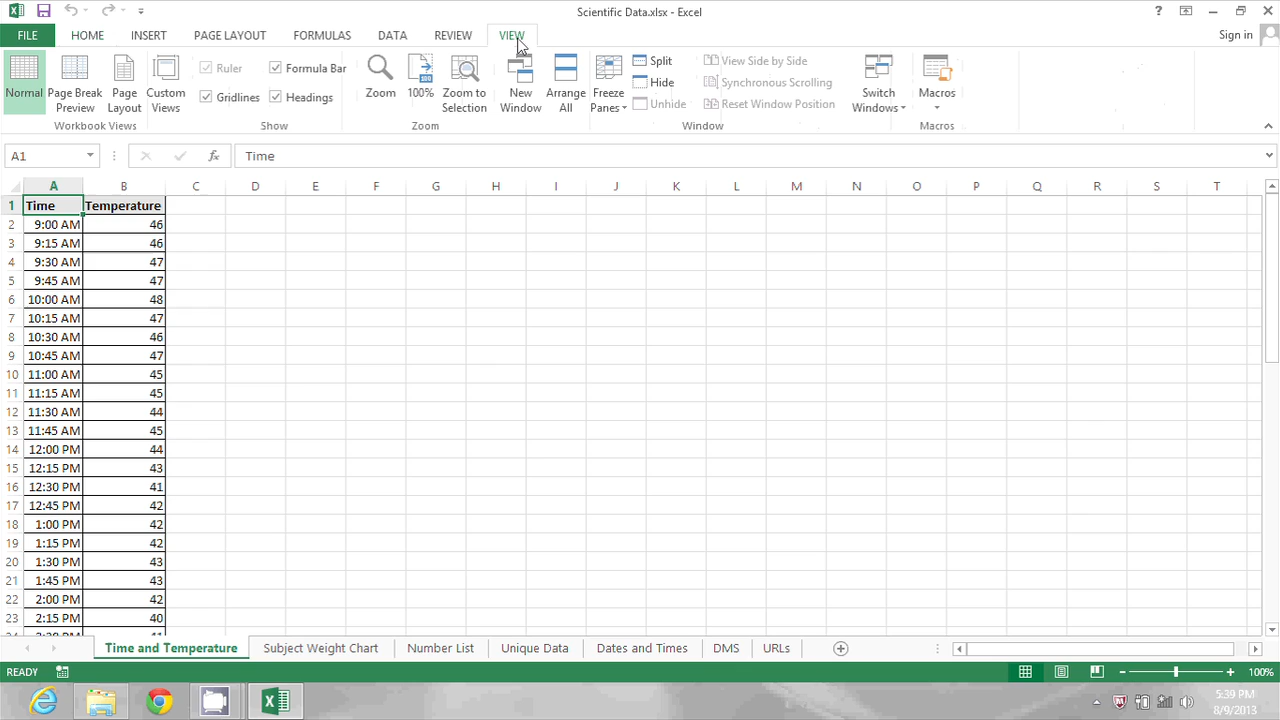 Scientific Data.xlsx - Excel
?
FILE HOME INSERT PAGE LAYOUT FORMULAS DATA REVIEW VIEW Sign in
Normal
Page Break Preview
Page Layout
Custom Views
Workbook Views
Ruler
Formula Bar
Gridlines
Headings
Show
Zoom
100
100%
Zoom to Selection
Zoom
New Window
Arrange All
Freeze Panes
Split
Hide
Unhide
View Side by Side
Synchronous Scrolling
Reset Window Position
Window
Switch Windows
Macros
Macros
A1 fx Time
A B C D E F G H I J K L M N O P Q R S T
1 Time Temperature
2 9:00 AM 46
3 9:15 AM 46
4 9:30 AM 47
5 9:45 AM 47
6 10:00 AM 48
7 10:15 AM 47
8 10:30 AM 46
9 10:45 AM 47
10 11:00 AM 45
11 11:15 AM 45
12 11:30 AM 44
13 11:45 AM 45
14 12:00 PM 44
15 12:15 PM 43
16 12:30 PM 41
17 12:45 PM 42
18 1:00 PM 42
19 1:15 PM 42
20 1:30 PM 43
21 1:45 PM 43
22 2:00 PM 42
23 2:15 PM 40
Time and Temperature Subject Weight Chart Number List Unique Data Dates and Times DMS URLs
READY 100%
5:39 PM
8/9/2013